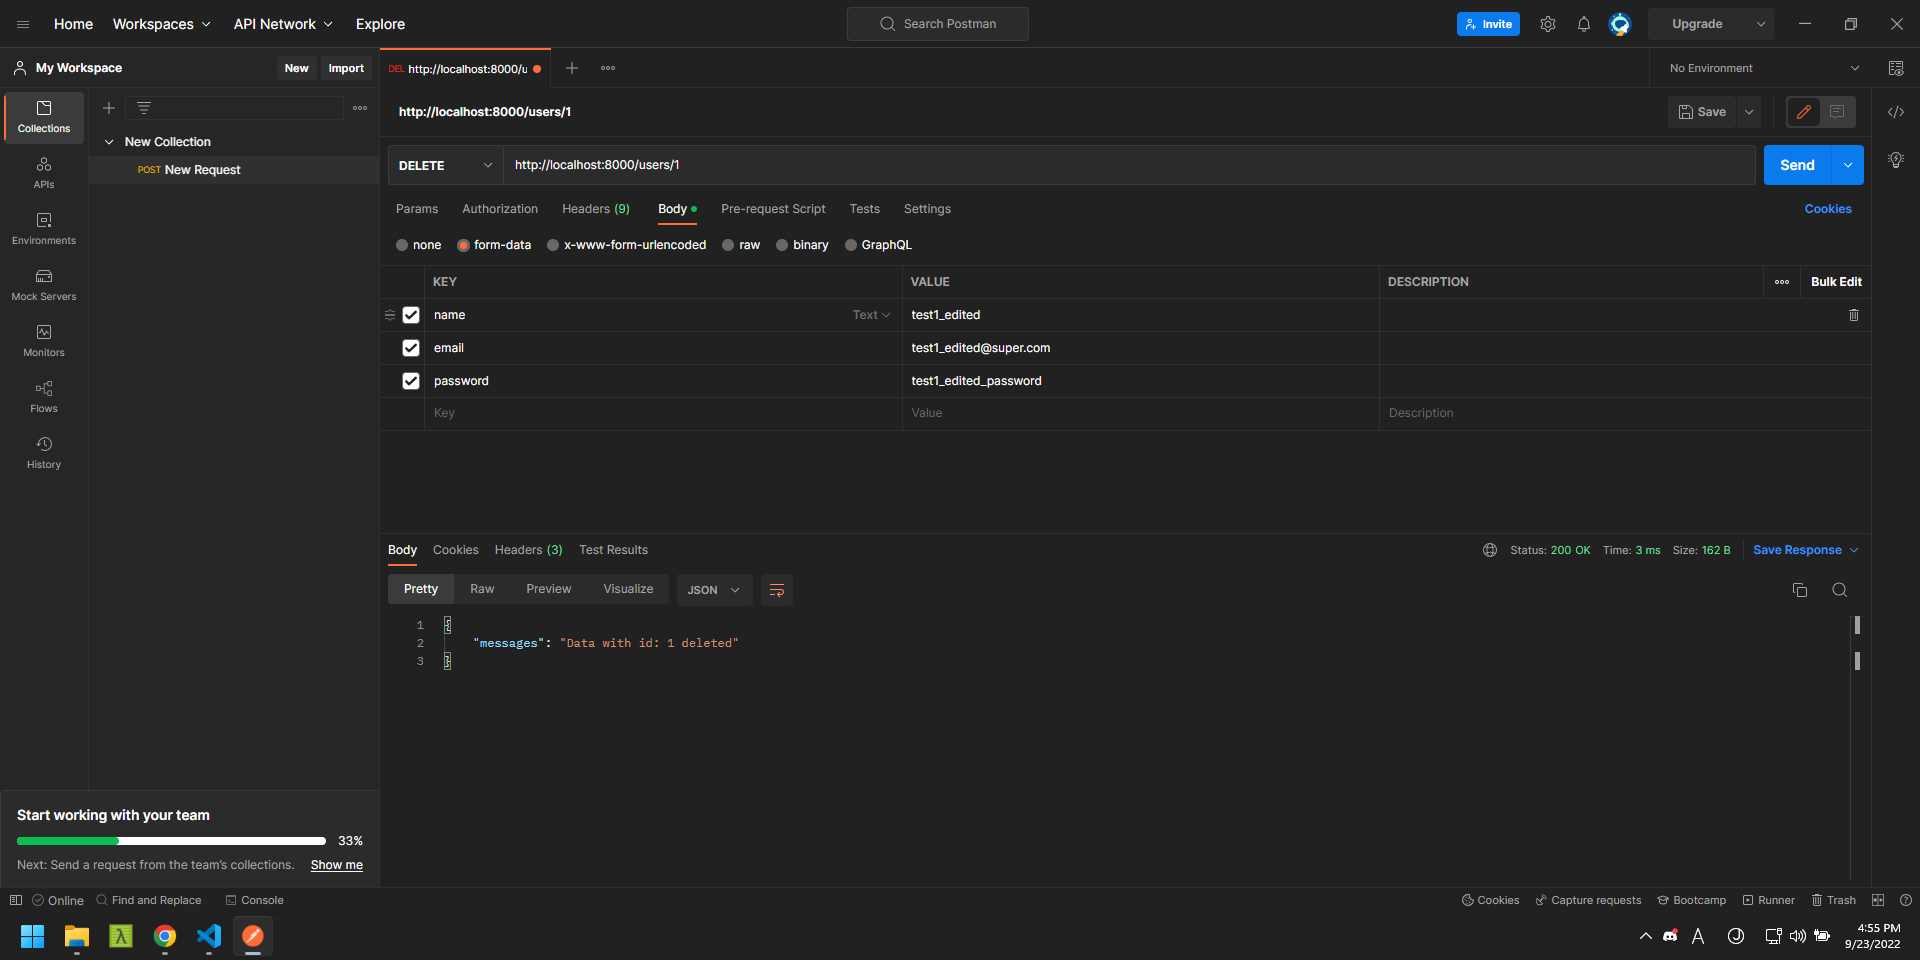 Home Workspaces API Network Explore Search Postman Invite Upgrade
My Workspace New Import DEL http://localhost:8000/u No Environment
http://localhost:8000/users/1 Save
Collections
New Collection
POST New Request
DELETE http://localhost:8000/users/1 Send
APIs
Params Authorization Headers (9) Body Pre-request Script Tests Settings Cookies
Environments
none form-data x-www-form-urlencoded raw binary GraphQL
KEY VALUE DESCRIPTION Bulk Edit
Mock Servers
name Text test1_edited
email test1_edited@super.com
Monitors
password test1_edited_password
Key Value Description
Flows
History
Body Cookies Headers (3) Test Results Status: 200 OK Time: 3 ms Size: 162 B Save Response
Pretty Raw Preview Visualize JSON
1 {
2 "messages": "Data with id: 1 deleted"
3 }
Start working with your team
33%
Next: Send a request from the team's collections. Show me
Online Find and Replace Console Cookies Capture requests Bootcamp Runner Trash
4:55 PM
9/23/2022